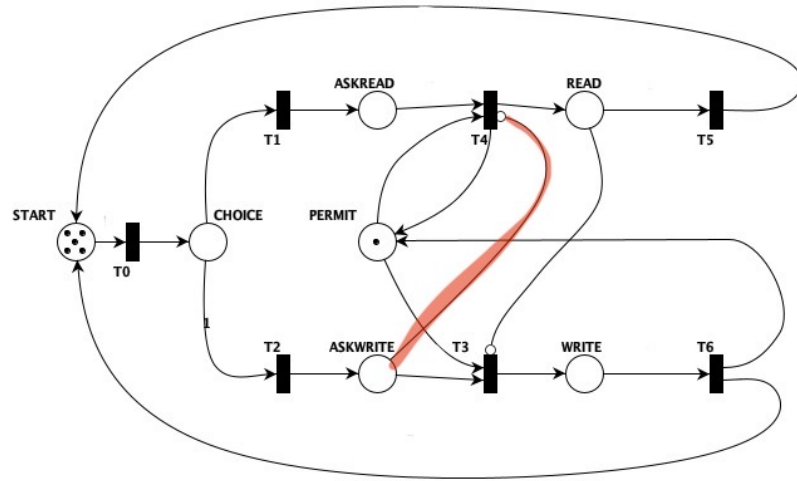 ASKREAD
READ
T1
T4
T5
START
CHOICE
PERMIT
T0
1
T2
ASKWRITE
T3
WRITE
T6